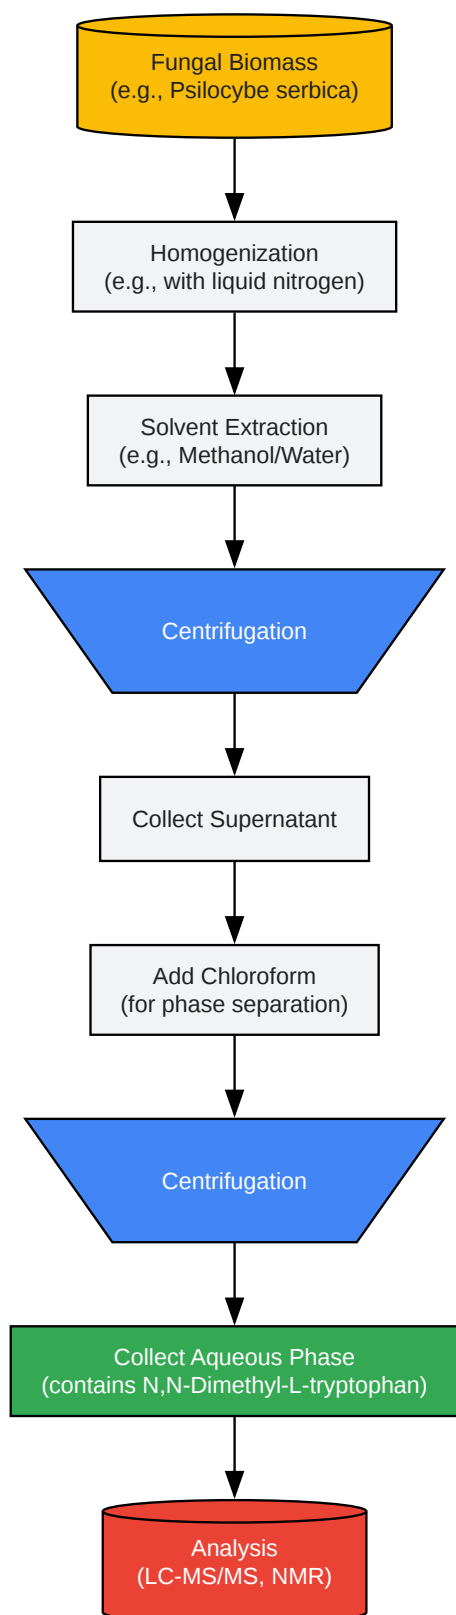 Fungal Biomass
(e.g., Psilocybe serbica)
Homogenization
(e.g., with liquid nitrogen)
Solvent Extraction
(e.g., Methanol/Water)
Centrifugation
Collect Supernatant
Add Chloroform
(for phase separation)
Centrifugation
Collect Aqueous Phase
(contains N,N-Dimethyl-L-tryptophan)
Analysis
(LC-MS/MS, NMR)